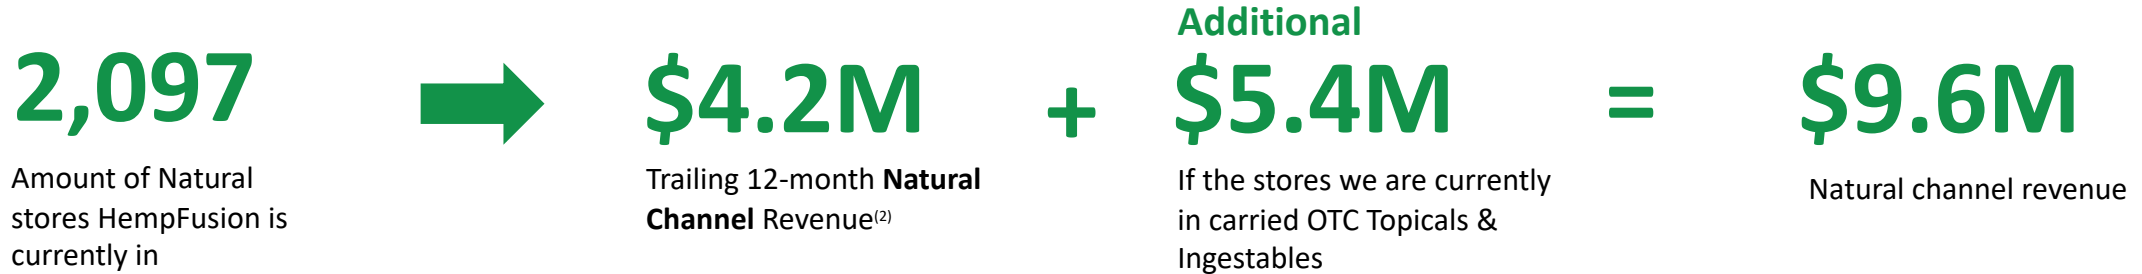 2,097
Amount of Natural
stores HempFusion is
currently in
$4.2M
Trailing 12-month Natural
Channel Revenue(2)
+
Additional
$5.4M
If the stores we are currently
in carried OTC Topicals &
Ingestables
=
$9.6M
Natural channel revenue